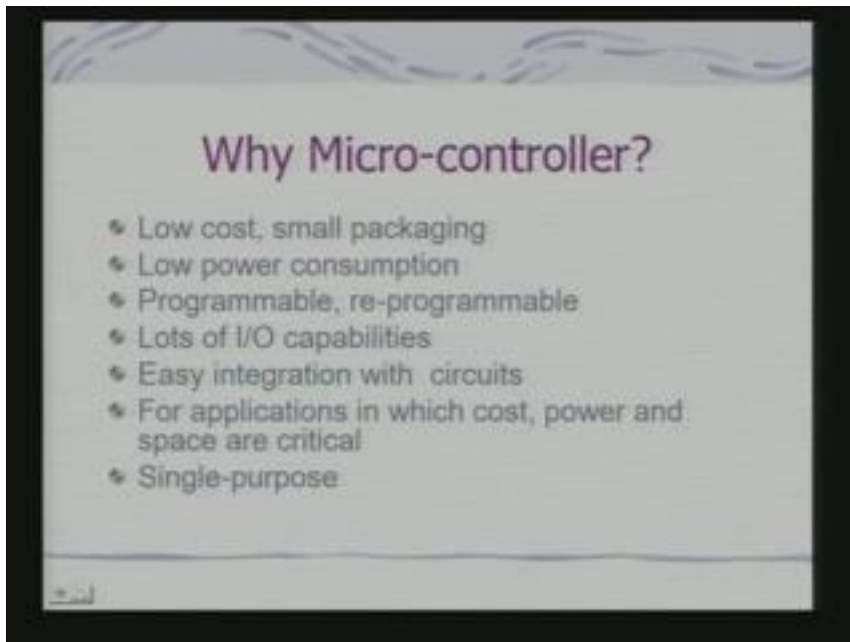 Why Micro-controller?
Low cost, small packaging
Low power consumption
Programmable, re-programmable
Lots of I/O capabilities
Easy integration with circuits
For applications in which cost, power and
space are critical
Single-purpose